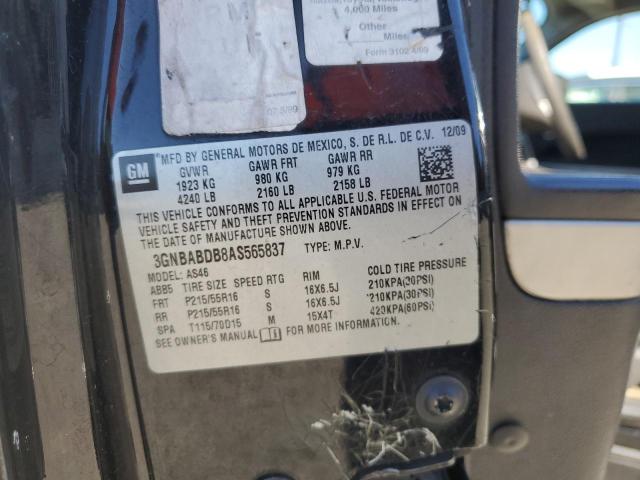 4,000 Miles
Other
Miles
Form 3102 4/09
07/5/99
GM
MFD BY GENERAL MOTORS DE MEXICO, S. DE R.L. DE C.V. 12/09
GVWR GAWR FRT GAWR RR
1923 KG 980 KG 979 KG
4240 LB 2160 LB 2158 LB
THIS VEHICLE CONFORMS TO ALL APPLICABLE U.S. FEDERAL MOTOR
VEHICLE SAFETY AND THEFT PREVENTION STANDARDS IN EFFECT ON
THE DATE OF MANUFACTURE SHOWN ABOVE.
3GNBABDB8AS565837 TYPE: M.P.V.
MODEL: AS46
ABB5 TIRE SIZE SPEED RTG RIM COLD TIRE PRESSURE
FRT P215/55R16 S 16X6.5J 210KPA(30PSI)
RR P215/55R16 S 16X6.5J 210KPA(30PSI)
SPA T115/70D15 M 15X4T 420KPA(60PSI)
SEE OWNER'S MANUAL FOR MORE INFORMATION